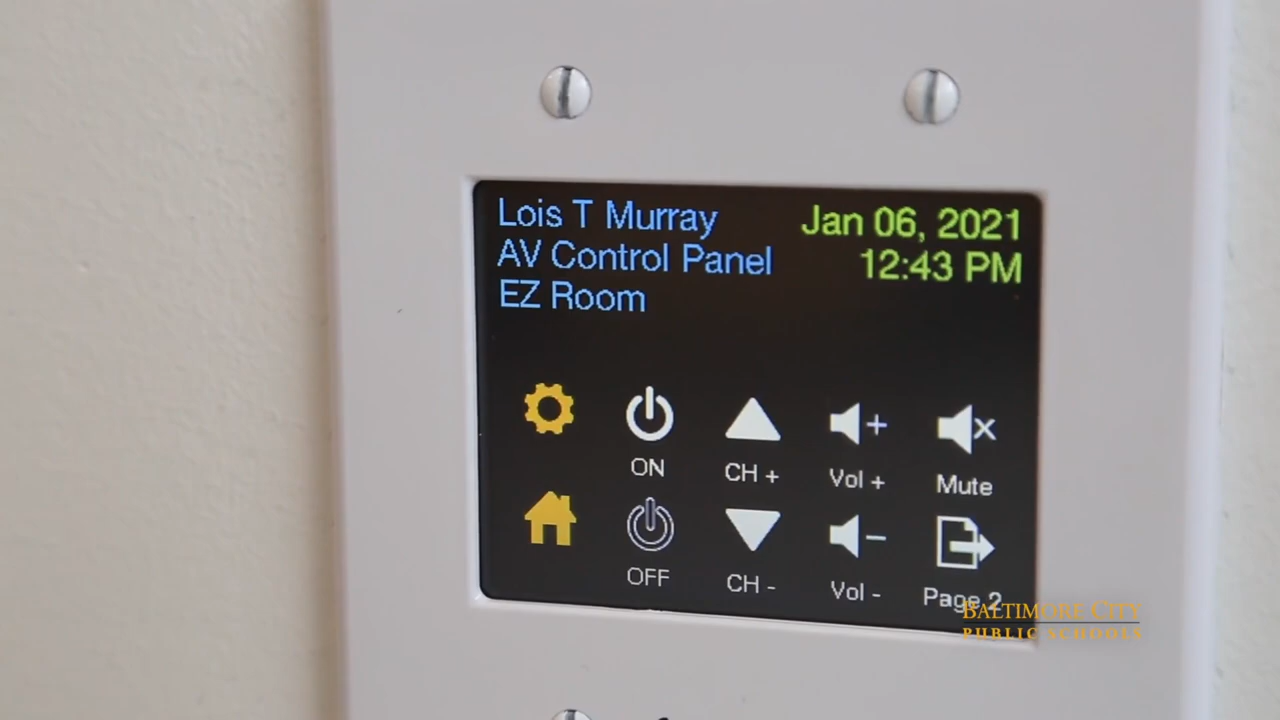 Lois T Murray
Jan 06, 2021
AV Control Panel
12:43 PM
EZ Room
ON
CH +
Vol +
Mute
OFF
CH -
Vol -
Page 2
BALTIMORE CITY
PUBLIC SCHOOLS